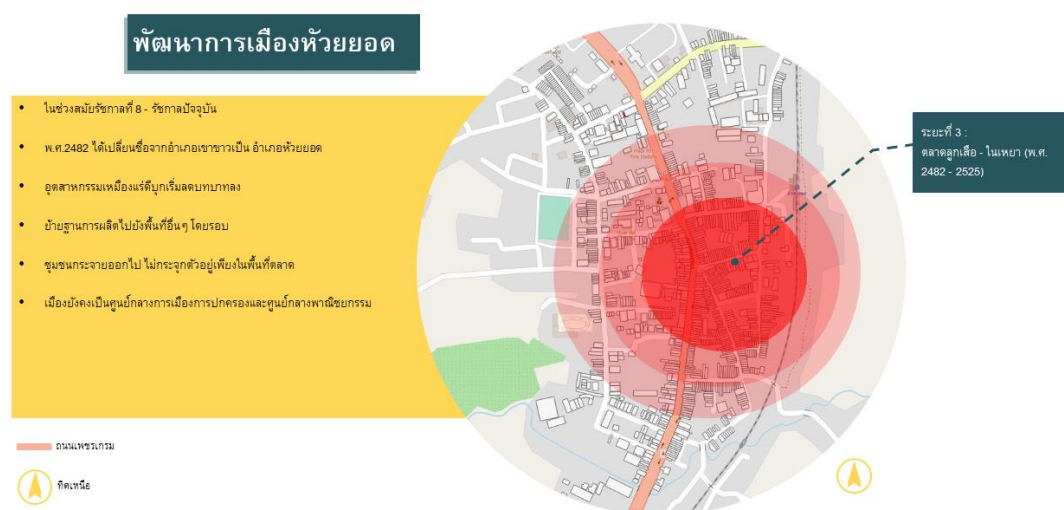 พัฒนาการเมืองห้วยยอด
ในช่วงสมัยรัชกาลที่ 8 - รัชกาลปัจจุบัน
พ.ศ.2482 ได้เปลี่ยนชื่อจากอำเภอเขาขาวเป็น อำเภอห้วยยอด
อุตสาหกรรมเหมืองแร่ดีบุกเริ่มลดบทบาทลง
ย้ายฐานการผลิตไปยังพื้นที่อื่นๆ โดยรอบ
ชุมชนกระจายออกไป ไม่กระจุกตัวอยู่เพียงในพื้นที่ตลาด
เมืองยังคงเป็นศูนย์กลางการเมืองการปกครองและศูนย์กลางพาณิชยกรรม
ระยะที่ 3 :
ตลาดลูกเสือ - ในเหยา (พ.ศ.
2482 - 2525)
ถนนเพชรเกรม
ทิศเหนือ